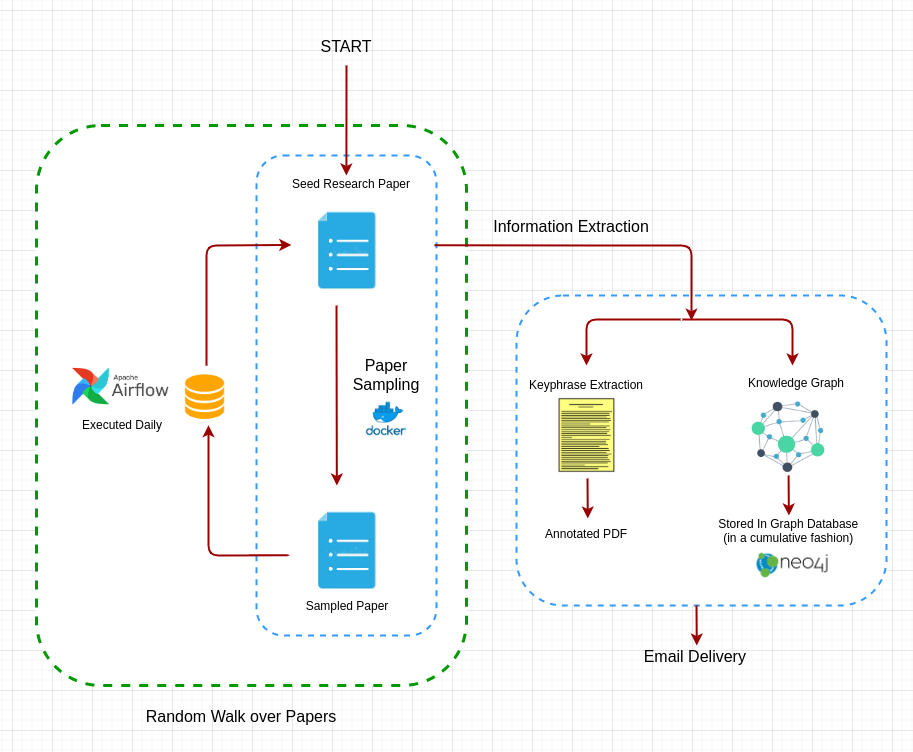 START
Seed Research Paper
Information Extraction
Paper
Sampling
docker
Apache
Airflow
Executed Daily
Sampled Paper
Random Walk over Papers
Keyphrase Extraction
Annotated PDF
Knowledge Graph
Stored In Graph Database
(in a cumulative fashion)
neo4j
Email Delivery